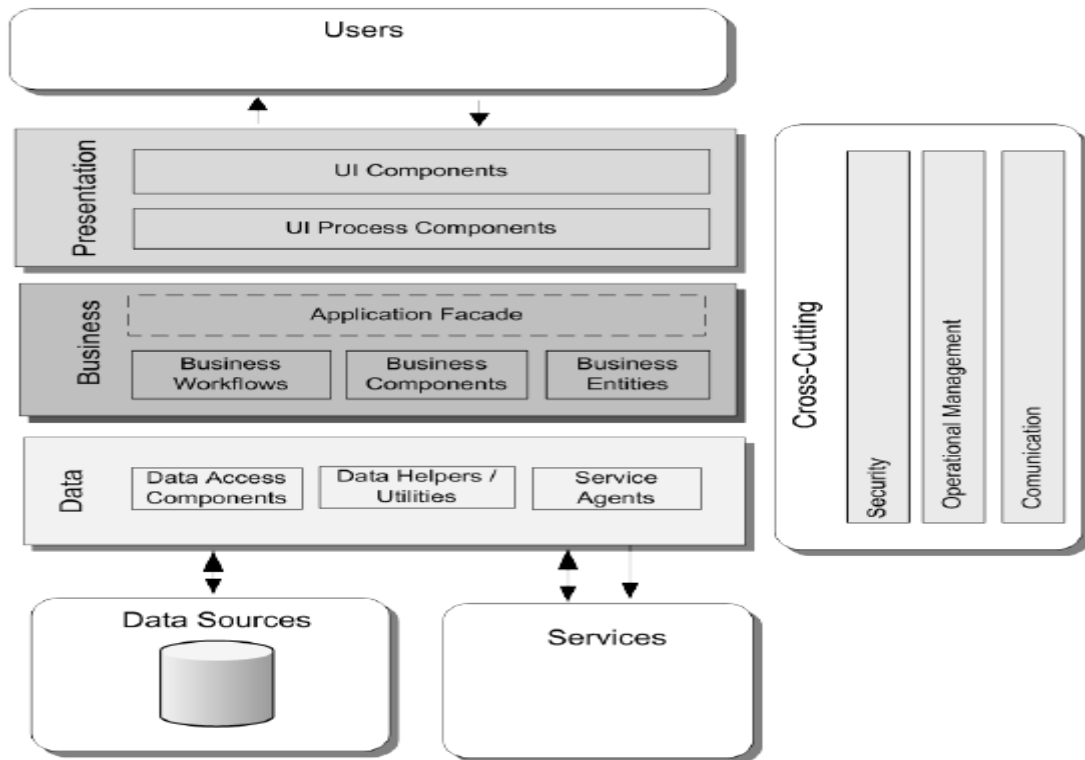 Users
Presentation
UI Components
UI Process Components
Business
Application Facade
Business
Workflows
Business
Components
Business
Entities
Data
Data Access
Components
Data Helpers /
Utilities
Service
Agents
Data Sources
Services
Cross-Cutting
Security
Operational Management
Comunication